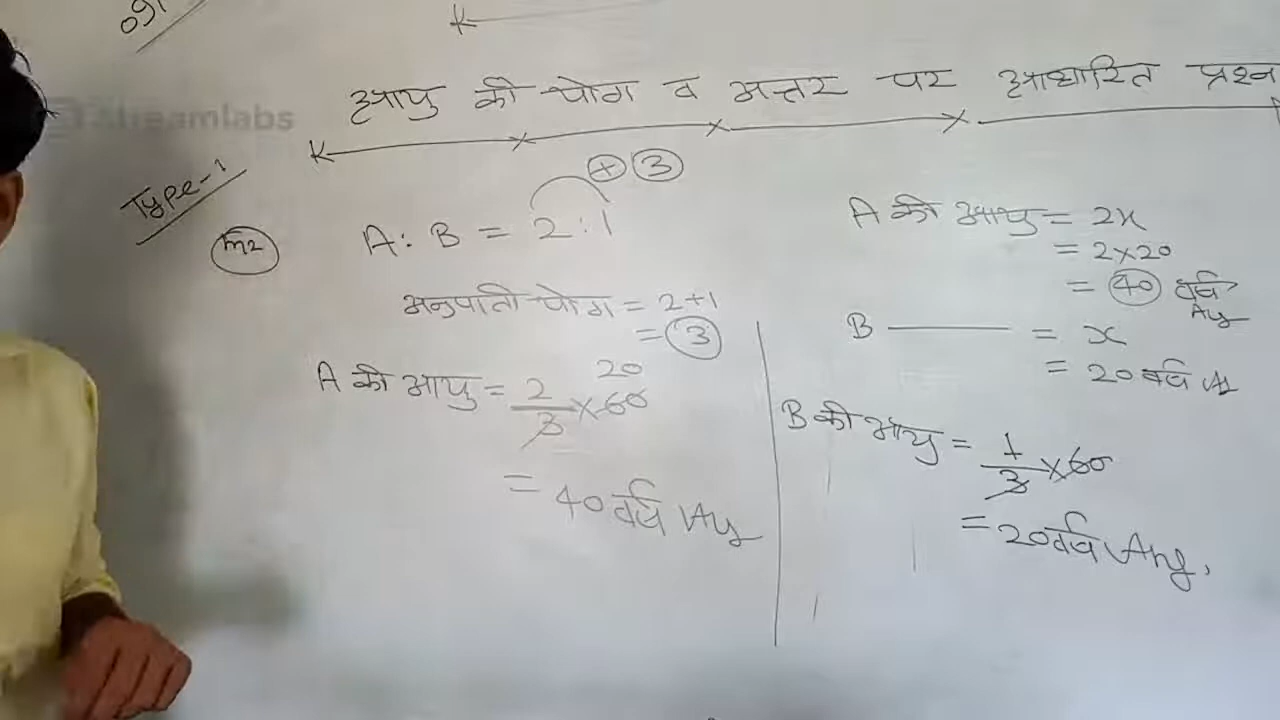 Streamlabs
आयु की योग व अन्तर पर आधारित प्रश्न
Type-1
+ 3
m2
A : B = 2 : 1
अनुपाती योग = 2+1
= 3
A की आयु = 2/3 × 60
20
= 40 वर्ष Ans
A की आयु = 2x
= 2×20
= 40 वर्ष
Ans
B ——— = x
= 20 वर्ष Ans
B की आयु = 1/3 × 60
= 20 वर्ष Ans.